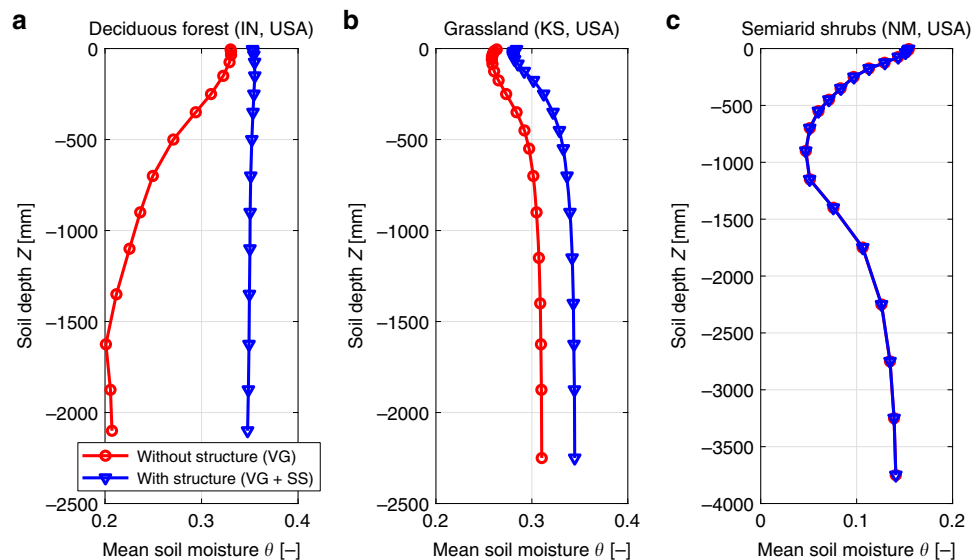 a Deciduous forest (IN, USA)
0
–500
–1000
–1500
–2000
–2500
0.2 0.3 0.4
Soil depth Z [mm]
Mean soil moisture θ [–]
Without structure (VG)
With structure (VG + SS)
b Grassland (KS, USA)
0
–500
–1000
–1500
–2000
–2500
0.2 0.3 0.4
Soil depth Z [mm]
Mean soil moisture θ [–]
c Semiarid shrubs (NM, USA)
0
–500
–1000
–1500
–2000
–2500
–3000
–3500
–4000
0 0.1 0.2
Soil depth Z [mm]
Mean soil moisture θ [–]